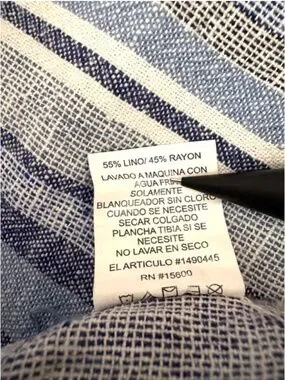 55% LINO/ 45% RAYON
LAVADO A MAQUINA CON
AGUA FRIA
SOLAMENTE
BLANQUEADOR SIN CLORO
CUANDO SE NECESITE
SECAR COLGADO
PLANCHA TIBIA SI SE
NECESITE
NO LAVAR EN SECO
EL ARTICULO #1490445
RN #15600